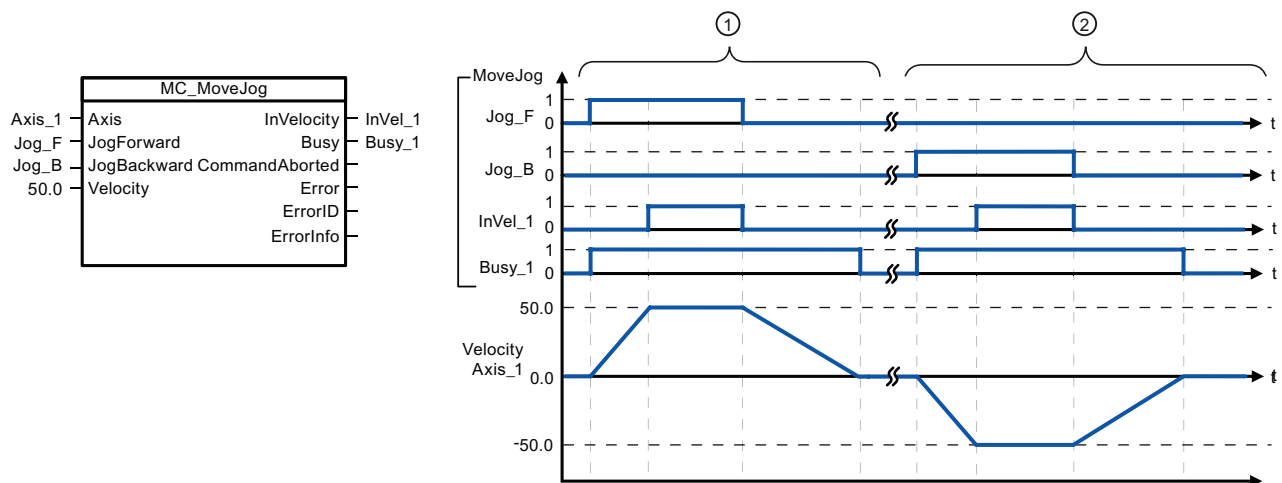 MC_MoveJog
Axis_1 Axis InVelocity InVel_1
Jog_F JogForward Busy Busy_1
Jog_B JogBackward CommandAborted
50.0 Velocity Error
ErrorID
ErrorInfo
① ②
MoveJog
1
Jog_F 0 t
1
Jog_B 0 t
1
InVel_1 0 t
1
Busy_1 0 t
50.0
Velocity
Axis_1
0.0 t
-50.0